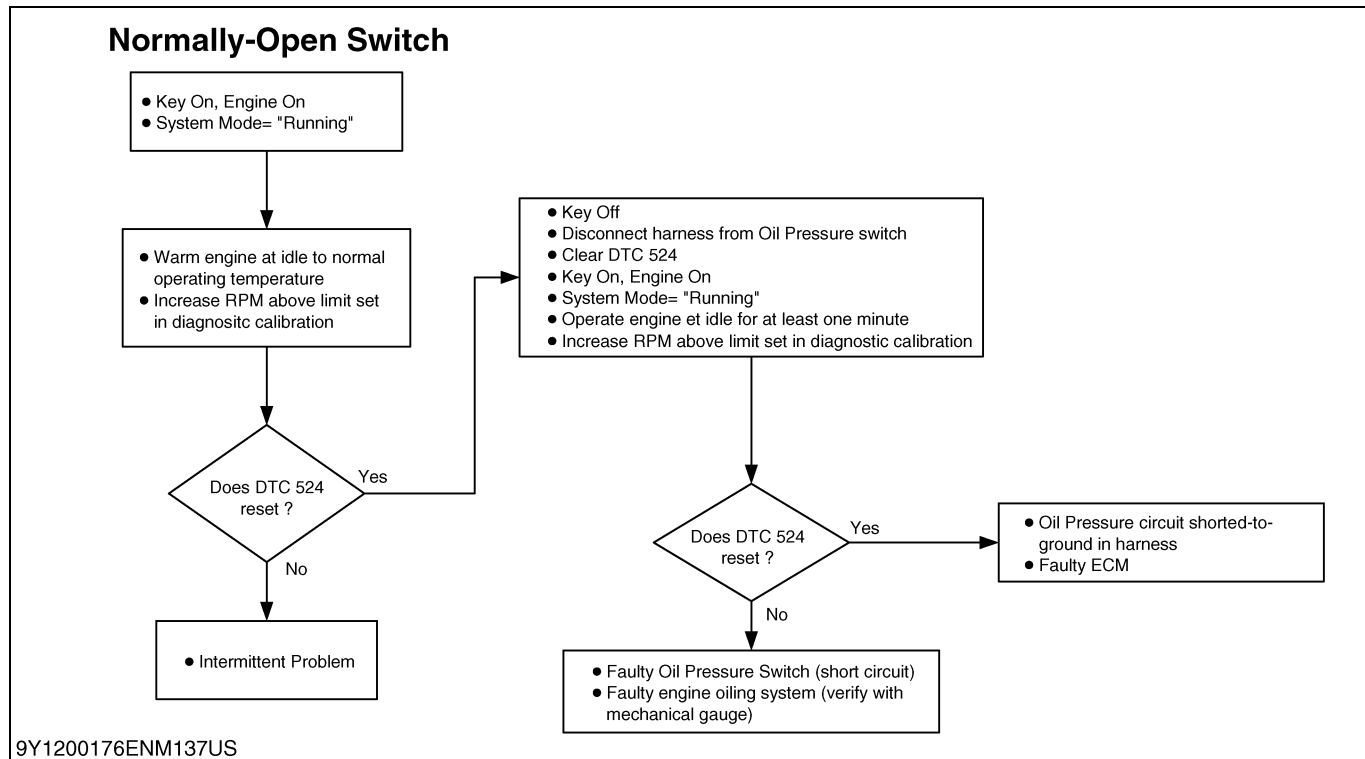 Normally-Open Switch
● Key On, Engine On
● System Mode= "Running"
● Warm engine at idle to normal
operating temperature
● Increase RPM above limit set
in diagnositc calibration
Does DTC 524
reset ?
Yes
No
● Intermittent Problem
● Key Off
● Disconnect harness from Oil Pressure switch
● Clear DTC 524
● Key On, Engine On
● System Mode= "Running"
● Operate engine et idle for at least one minute
● Increase RPM above limit set in diagnostic calibration
Does DTC 524
reset ?
Yes
● Oil Pressure circuit shorted-to-
ground in harness
● Faulty ECM
No
● Faulty Oil Pressure Switch (short circuit)
● Faulty engine oiling system (verify with
mechanical gauge)
9Y1200176ENM137US